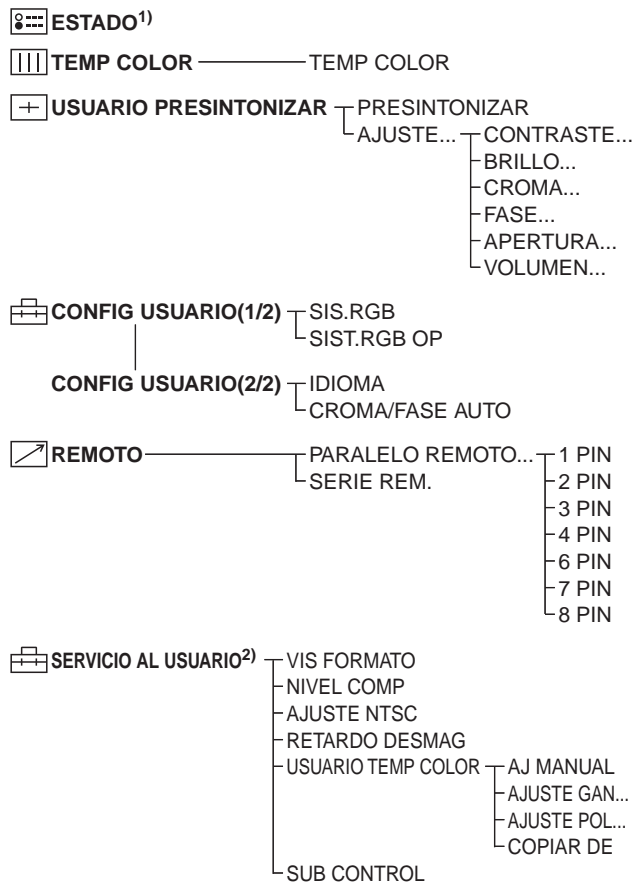 ESTADO1)
TEMP COLOR TEMP COLOR
USUARIO PRESINTONIZAR PRESINTONIZAR
AJUSTE... CONTRASTE...
BRILLO...
CROMA...
FASE...
APERTURA...
VOLUMEN...
CONFIG USUARIO(1/2) SIS.RGB
SIST.RGB OP
CONFIG USUARIO(2/2) IDIOMA
CROMA/FASE AUTO
REMOTO PARALELO REMOTO... 1 PIN
SERIE REM. 2 PIN
3 PIN
4 PIN
6 PIN
7 PIN
8 PIN
SERVICIO AL USUARIO2) VIS FORMATO
NIVEL COMP
AJUSTE NTSC
RETARDO DESMAG
USUARIO TEMP COLOR AJ MANUAL
AJUSTE GAN...
AJUSTE POL...
COPIAR DE
SUB CONTROL